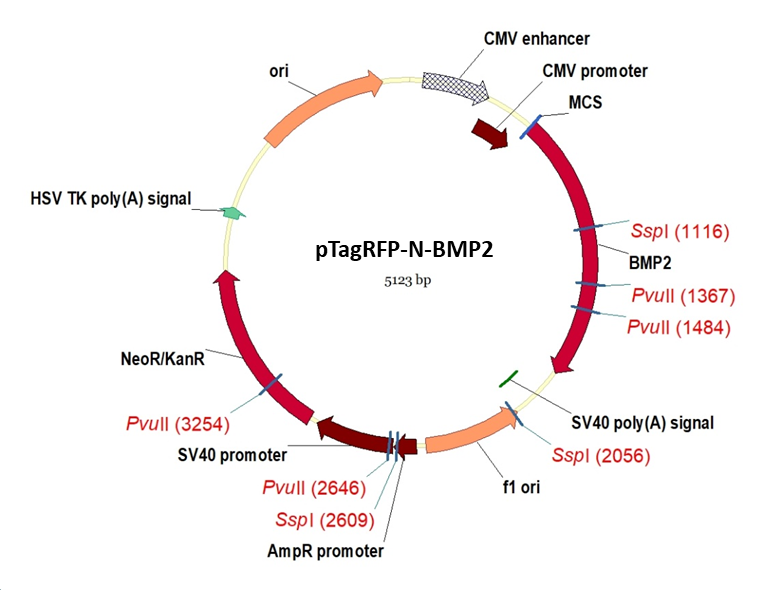 CMV enhancer
ori
CMV promoter
MCS
HSV TK poly(A) signal
SspI (1116)
pTagRFP-N-BMP2
BMP2
5123 bp
PvuII (1367)
PvuII (1484)
NeoR/KanR
SV40 poly(A) signal
PvuII (3254)
SV40 promoter
SspI (2056)
PvuII (2646)
f1 ori
SspI (2609)
AmpR promoter